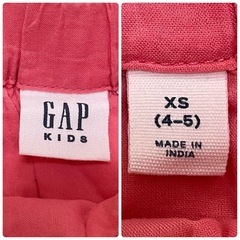 GAP
KIDS
XS
(4-5)
MADE IN
INDIA